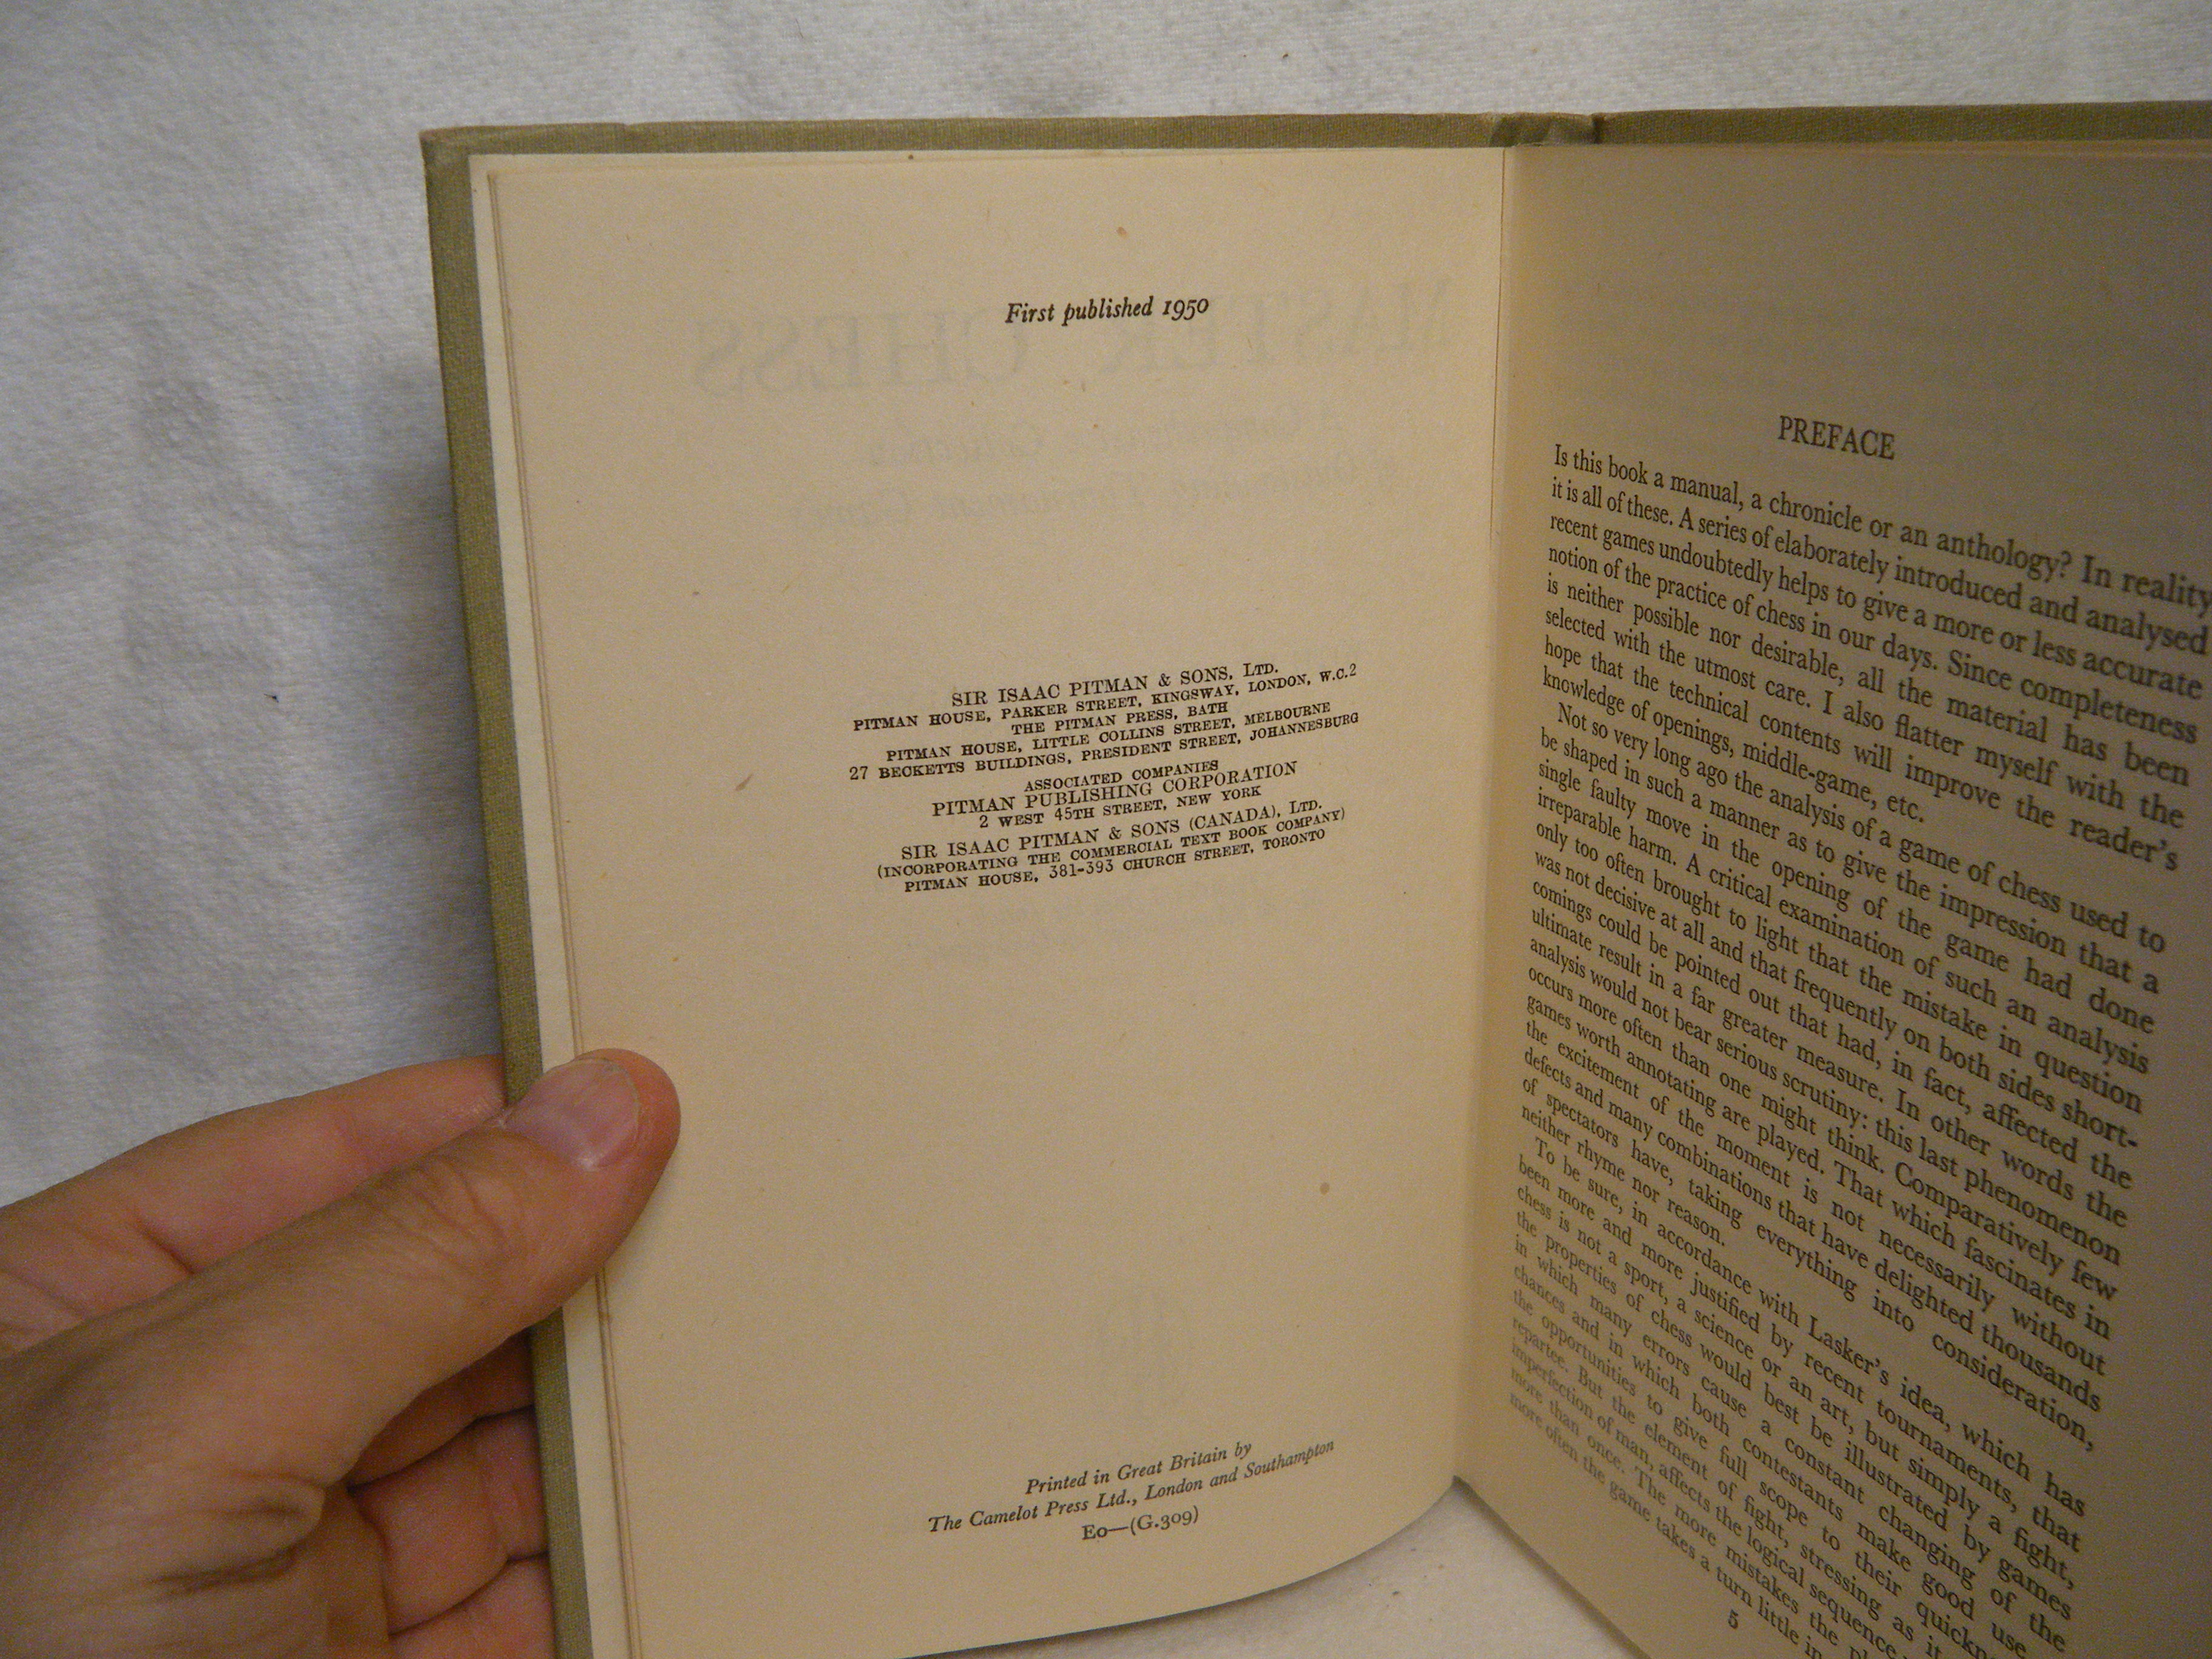 First published 1950
SIR ISAAC PITMAN & SONS, LTD.
PITMAN HOUSE, PARKER STREET, KINGSWAY, LONDON, W.C.2
THE PITMAN PRESS, BATH
PITMAN HOUSE, LITTLE COLLINS STREET, MELBOURNE
27 BECKETTS BUILDINGS, PRESIDENT STREET, JOHANNESBURG
ASSOCIATED COMPANIES
PITMAN PUBLISHING CORPORATION
2 WEST 45TH STREET, NEW YORK
SIR ISAAC PITMAN & SONS (CANADA), LTD.
(INCORPORATING THE COMMERCIAL TEXT BOOK COMPANY)
PITMAN HOUSE, 381-393 CHURCH STREET, TORONTO
Printed in Great Britain by
The Camelot Press Ltd., London and Southampton
E0—(G.309)
PREFACE
Is this book a manual, a chronicle or an anthology? In reality
it is all of these. A series of elaborately introduced and analysed
recent games undoubtedly helps to give a more or less accurate
notion of the practice of chess in our days. Since completeness
is neither possible nor desirable, all the material has been
selected with the utmost care. I also flatter myself with the
hope that the technical contents will improve the reader's
knowledge of openings, middle-game, etc.
Not so very long ago the analysis of a game of chess used to
be shaped in such a manner as to give the impression that a
single faulty move in the opening of the game had done
irreparable harm. A critical examination of such an analysis
only too often brought to light that the mistake in question
was not decisive at all and that frequently on both sides short-
comings could be pointed out that had, in fact, affected the
ultimate result in a far greater measure. In other words the
analysis would not bear serious scrutiny: this last phenomenon
occurs more often than one might think. Comparatively few
games worth annotating are played. That which fascinates in
the excitement of the moment is not necessarily without
defects and many combinations that have delighted thousands
of spectators have, taking everything into consideration,
neither rhyme nor reason.
To be sure, in accordance with Lasker's idea, which has
been more and more justified by recent tournaments, that
chess is not a sport, a science or an art, but simply a fight,
the properties of chess would best be illustrated by games
in which many errors cause a constant changing of the
chances and in which both contestants make good use
the opportunities to give full scope to their
repartee. But the element of fight, stressing as it
imperfection of man, affects the logical sequence
more than once. The more mistakes the
more often the game takes a turn little in
5